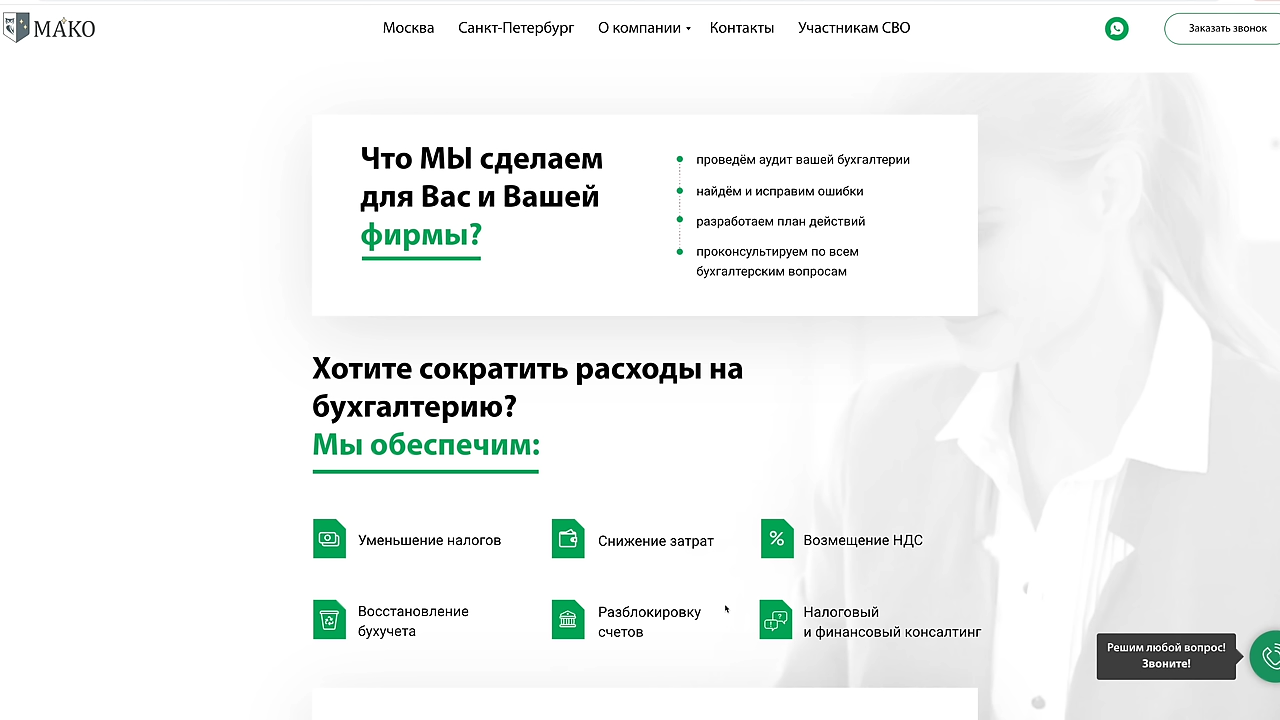 МАКО
Москва
Санкт-Петербург
О компании
Контакты
Участникам СВО
Заказать звонок
Что МЫ сделаем
для Вас и Вашей
фирмы?
проведём аудит вашей бухгалтерии
найдём и исправим ошибки
разработаем план действий
проконсультируем по всем
бухгалтерским вопросам
Хотите сократить расходы на
бухгалтерию?
Мы обеспечим:
Уменьшение налогов
Снижение затрат
%
Возмещение НДС
Восстановление
бухучета
Разблокировку
счетов
Налоговый
и финансовый консалтинг
Решим любой вопрос!
Звоните!